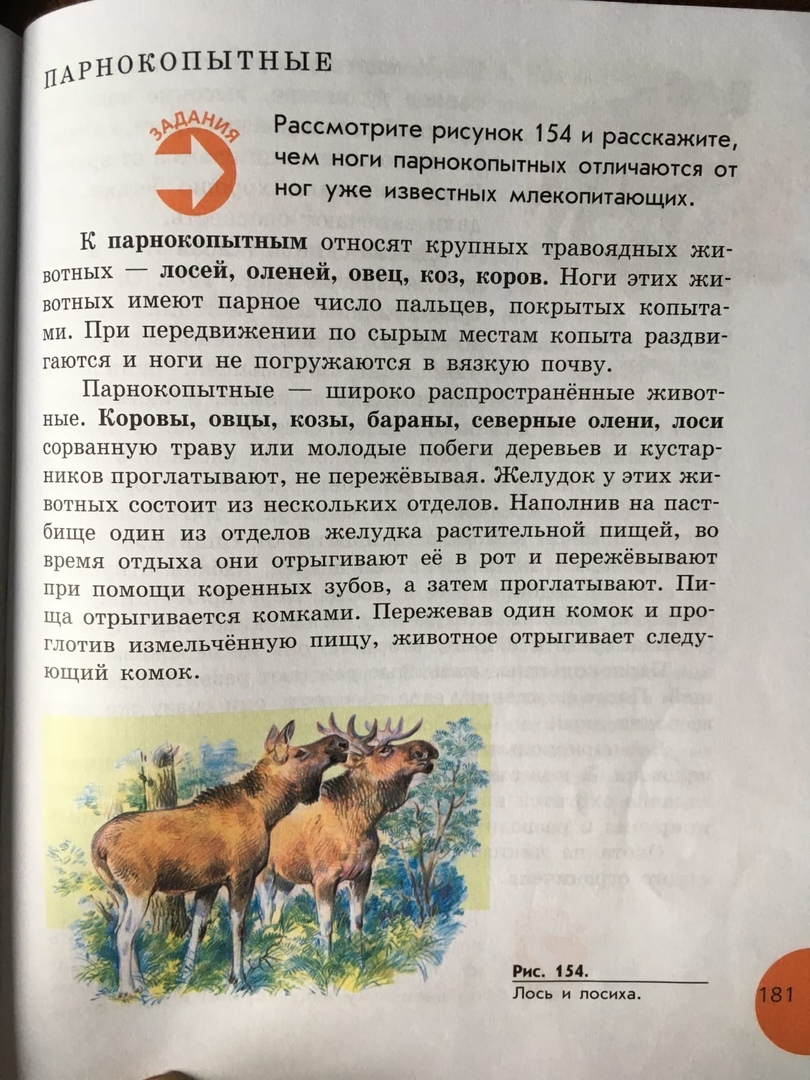 ПАРНОКОПЫТНЫЕ
ЗАДАНИЯ
Рассмотрите рисунок 154 и расскажите,
чем ноги парнокопытных отличаются от
ног уже известных млекопитающих.
К парнокопытным относят крупных травоядных жи-
вотных — лосей, оленей, овец, коз, коров. Ноги этих жи-
вотных имеют парное число пальцев, покрытых копыта-
ми. При передвижении по сырым местам копыта раздви-
гаются и ноги не погружаются в вязкую почву.
Парнокопытные — широко распространённые живот-
ные. Коровы, овцы, козы, бараны, северные олени, лоси
сорванную траву или молодые побеги деревьев и кустар-
ников проглатывают, не пережёвывая. Желудок у этих жи-
вотных состоит из нескольких отделов. Наполнив на паст-
бище один из отделов желудка растительной пищей, во
время отдыха они отрыгивают её в рот и пережёвывают
при помощи коренных зубов, а затем проглатывают. Пи-
ща отрыгивается комками. Пережевав один комок и про-
глотив измельчённую пищу, животное отрыгивает следу-
ющий комок.
Рис. 154.
Лось и лосиха.
181